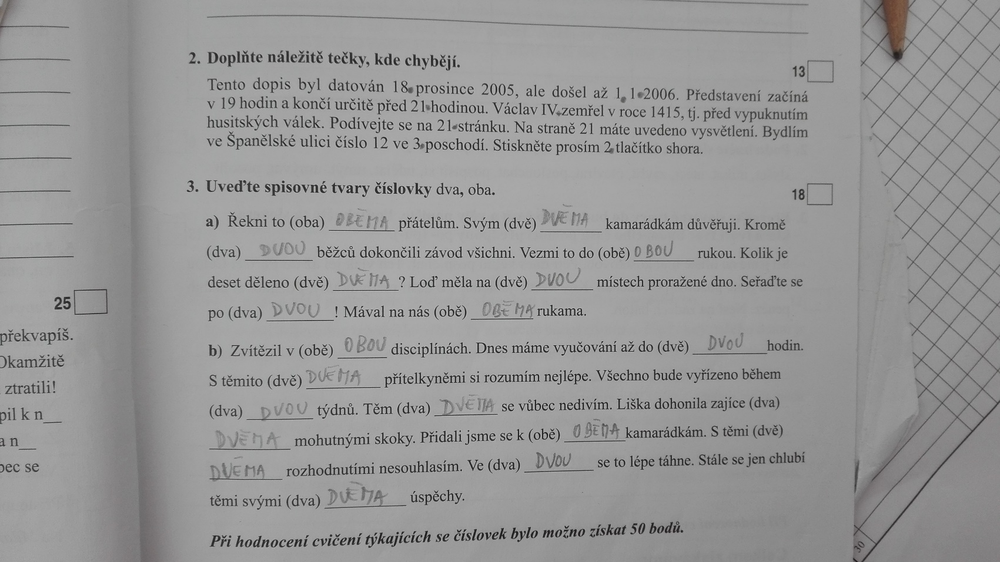 2. Doplňte náležitě tečky, kde chybějí.
13
Tento dopis byl datován 18. prosince 2005, ale došel až 1. 1. 2006. Představení začíná
v 19 hodin a končí určitě před 21. hodinou. Václav IV. zemřel v roce 1415, tj. před vypuknutím
husitských válek. Podívejte se na 21. stránku. Na straně 21 máte uvedeno vysvětlení. Bydlím
ve Španělské ulici číslo 12 ve 3. poschodí. Stiskněte prosím 2. tlačítko shora.
3. Uveďte spisovné tvary číslovky dva, oba.
18
a) Řekni to (oba) OBĚMA přátelům. Svým (dvě) DVĚMA kamarádkám důvěřuji. Kromě
(dva) DVOU běžců dokončili závod všichni. Vezmi to do (obě) OBOU rukou. Kolik je
deset děleno (dvě) DVĚMA? Loď měla na (dvě) DVOU místech proražené dno. Seřaďte se
po (dva) DVOU! Mával na nás (obě) OBĚMA rukama.
b) Zvítězil v (obě) OBOU disciplínách. Dnes máme vyučování až do (dvě) DVOU hodin.
S těmito (dvě) DVĚMA přítelkyněmi si rozumím nejlépe. Všechno bude vyřízeno během
(dva) DVOU týdnů. Těm (dva) DVĚMA se vůbec nedivím. Liška dohonila zajíce (dva)
DVĚMA mohutnými skoky. Přidali jsme se k (obě) OBĚMA kamarádkám. S těmi (dvě)
DVĚMA rozhodnutími nesouhlasím. Ve (dva) DVOU se to lépe táhne. Stále se jen chlubí
těmi svými (dva) DVĚMA úspěchy.
Při hodnocení cvičení týkajících se číslovek bylo možno získat 50 bodů.
25
překvapíš.
Okamžitě
ztratili!
pil k n__
a n__
bec se
30